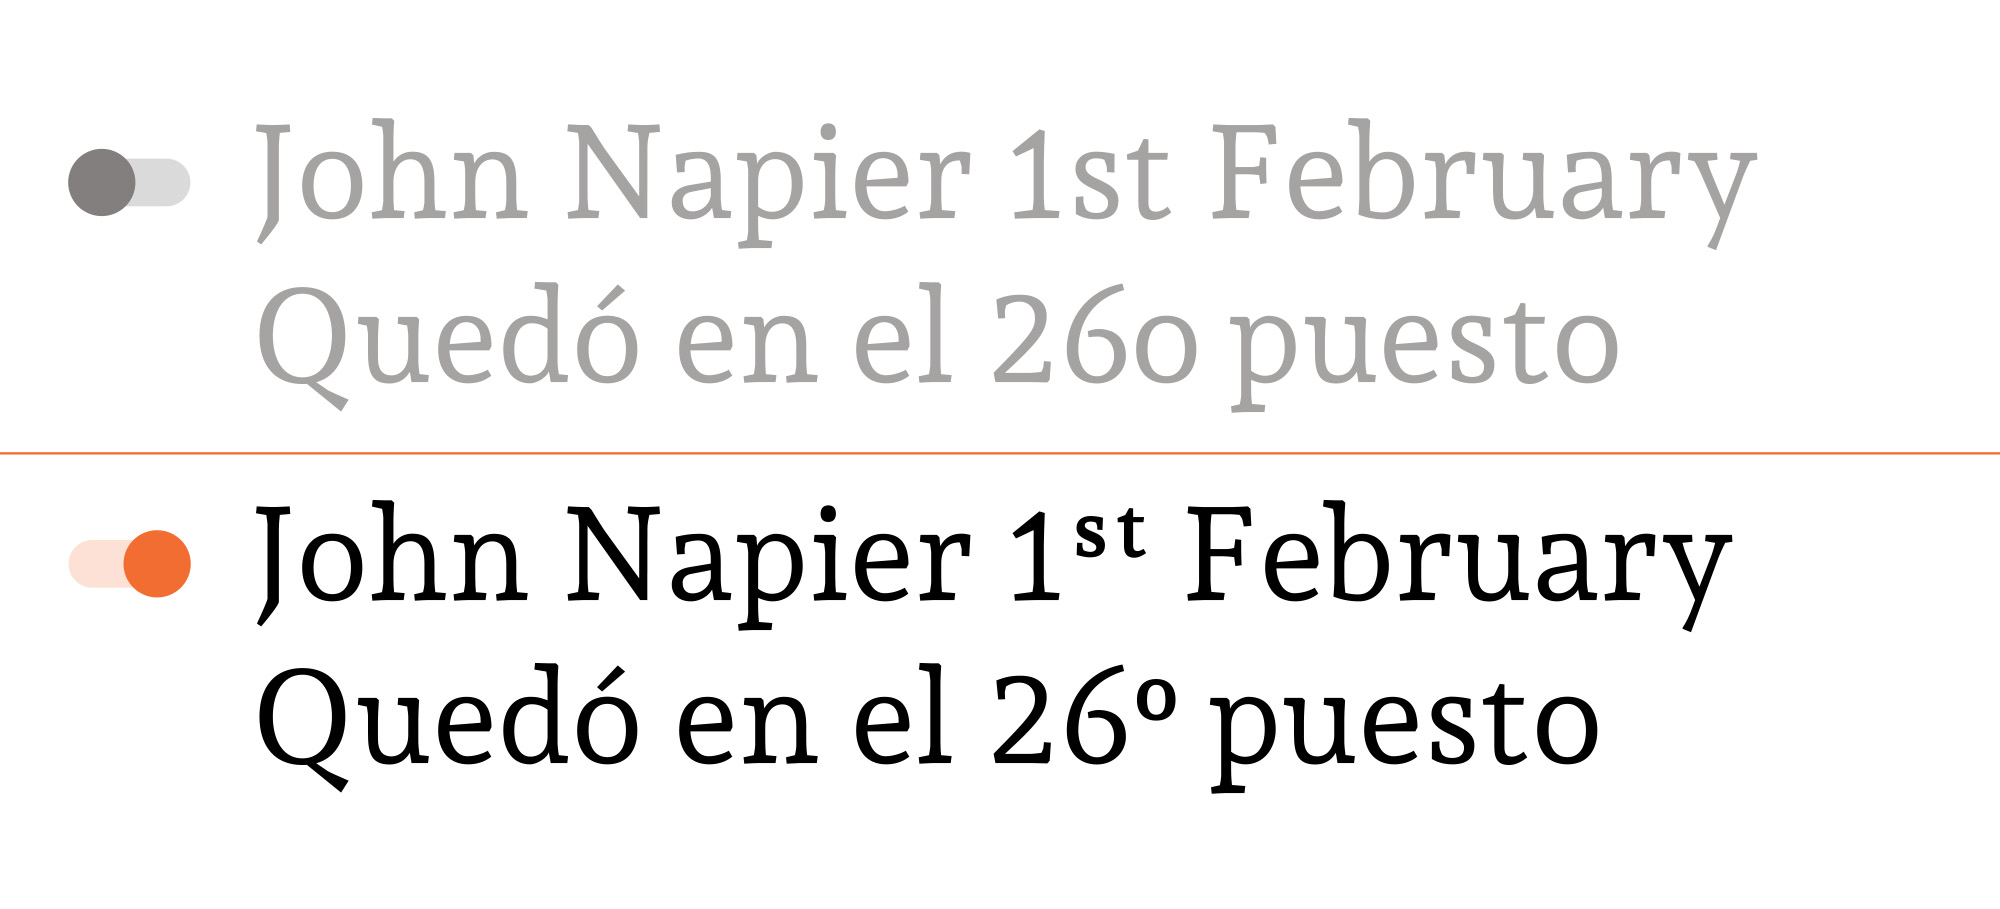 John Napier 1st February
Quedó en el 26o puesto
John Napier 1ˢᵗ February
Quedó en el 26º puesto